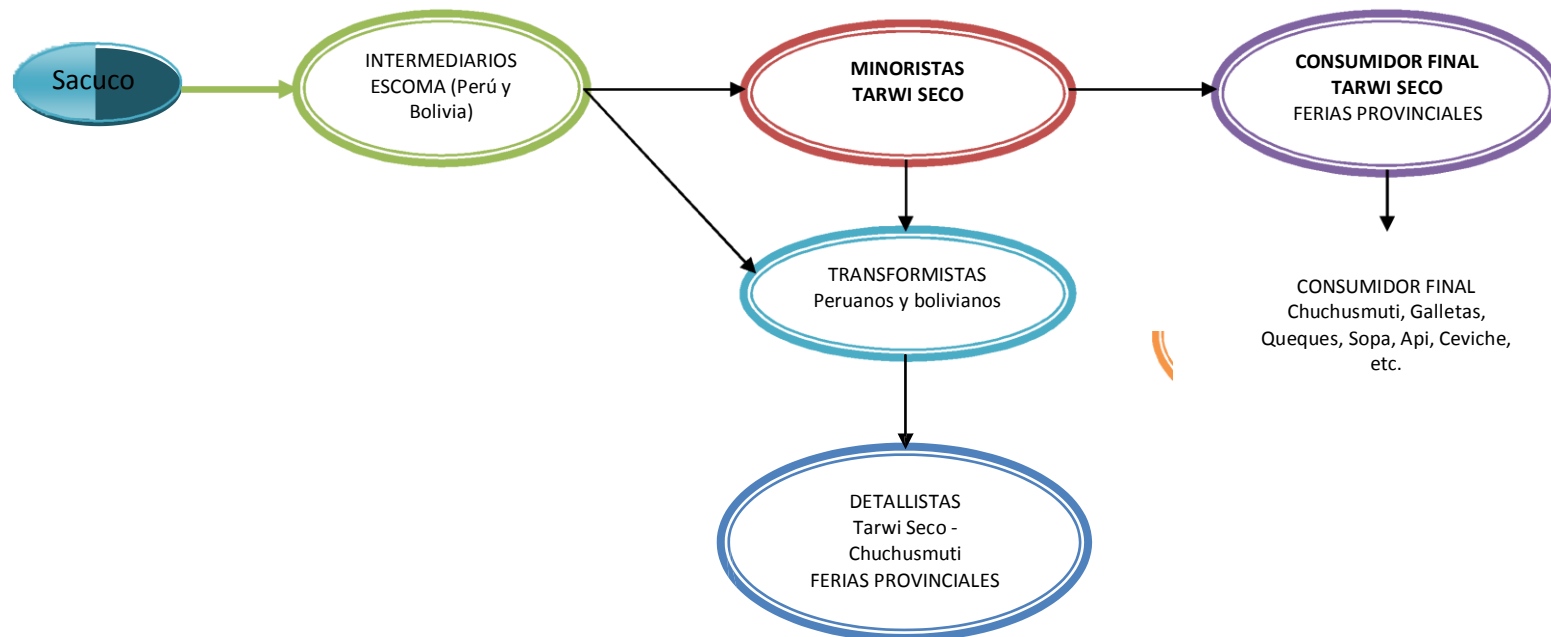 Sacuco
INTERMEDIARIOS
ESCOMA (Perú y
Bolivia)
MINORISTAS
TARWI SECO
CONSUMIDOR FINAL
TARWI SECO
FERIAS PROVINCIALES
TRANSFORMISTAS
Peruanos y bolivianos
CONSUMIDOR FINAL
Chuchusmuti, Galletas,
Queques, Sopa, Api, Ceviche,
etc.
DETALLISTAS
Tarwi Seco -
Chuchusmuti
FERIAS PROVINCIALES